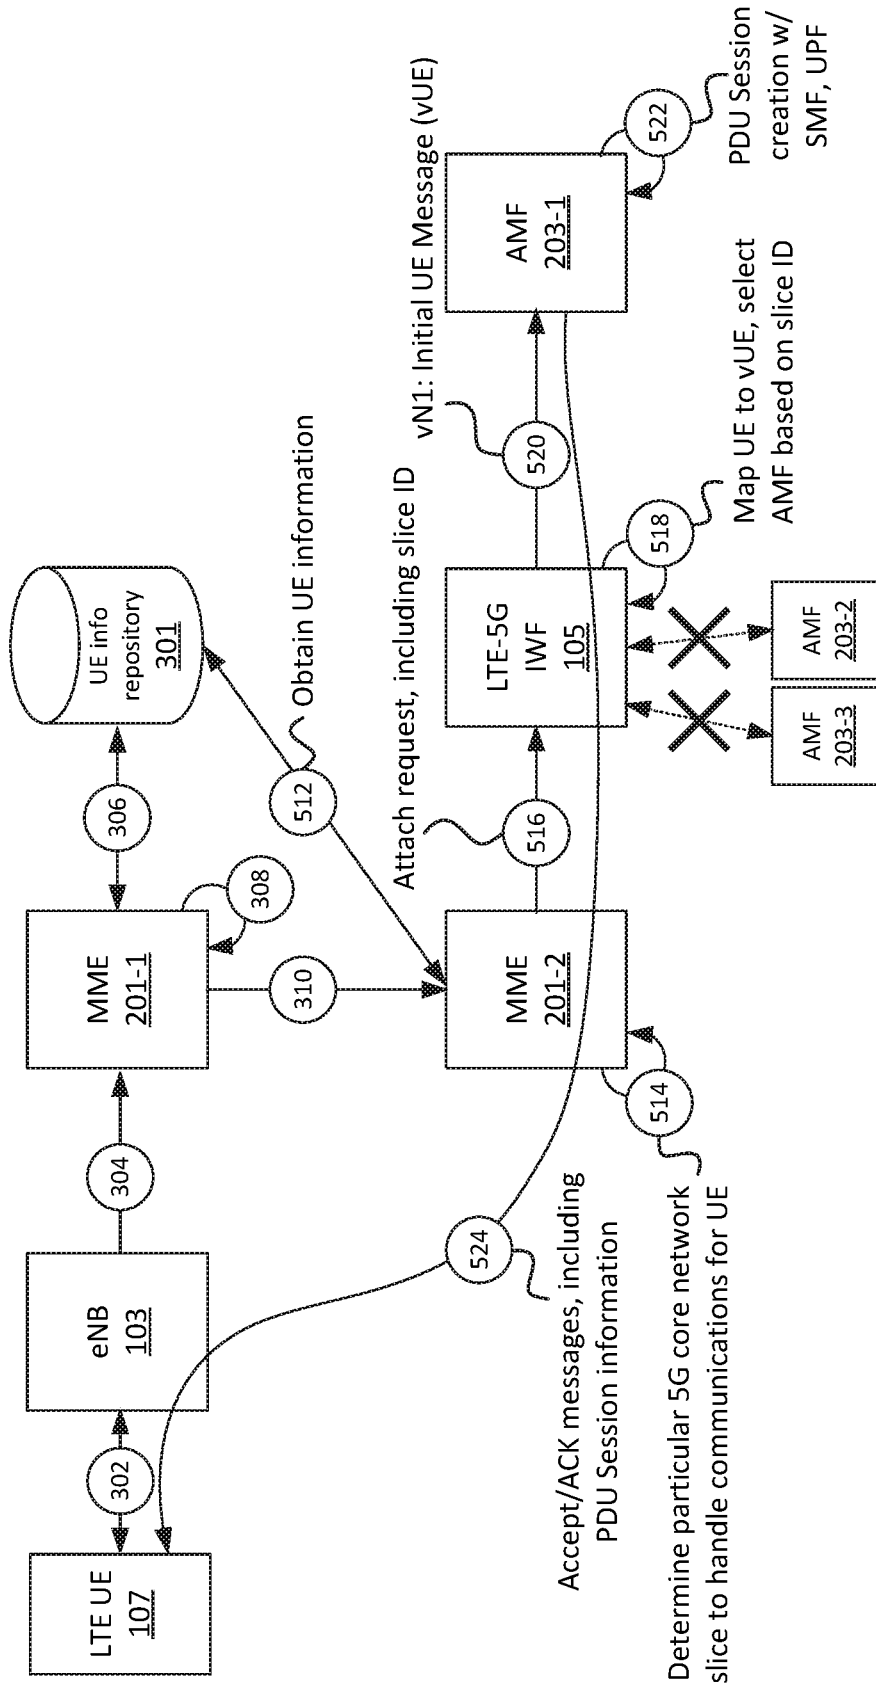 LTE UE
107
302
eNB
103
304
MME
201-1
306
UE info
repository
301
308
310
512
Obtain UE information
524
Accept/ACK messages, including
PDU Session information
MME
201-2
514
Determine particular 5G core network
slice to handle communications for UE
516
Attach request, including slice ID
LTE-5G
IWF
105
518
Map UE to vUE, select
AMF based on slice ID
AMF
203-3
AMF
203-2
520
vN1: Initial UE Message (vUE)
AMF
203-1
522
PDU Session
creation w/
SMF, UPF